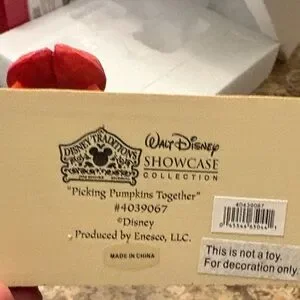 DISNEY TRADITIONS
Walt Disney
SHOWCASE
COLLECTION
"Picking Pumpkins Together"
#4039067
©Disney
Produced by Enesco, LLC.
MADE IN CHINA
40439067
This is not a toy.
For decoration only.